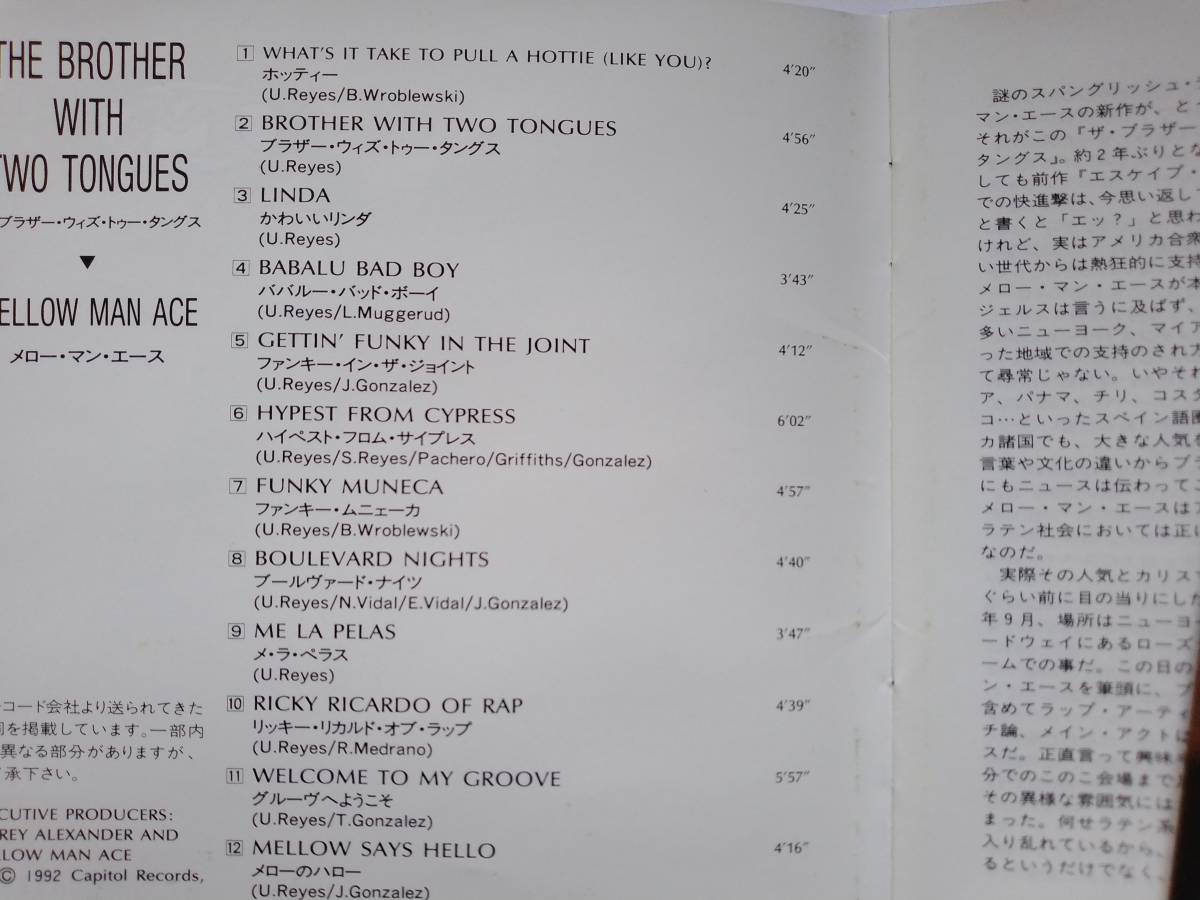 THE BROTHER
WITH
TWO TONGUES
ブラザー・ウィズ・トゥー・タングス
▼
MELLOW MAN ACE
メロー・マン・エース
コード会社より送られてきた
を掲載しています。一部内
異なる部分がありますが、
了承下さい。
CUTIVE PRODUCERS:
REY ALEXANDER AND
LLOW MAN ACE
Ⓒ 1992 Capitol Records,
1 WHAT'S IT TAKE TO PULL A HOTTIE (LIKE YOU)? 4'20"
ホッティー
(U.Reyes/B.Wroblewski)
2 BROTHER WITH TWO TONGUES 4'56"
ブラザー・ウィズ・トゥー・タングス
(U.Reyes)
3 LINDA 4'25"
かわいいリンダ
(U.Reyes)
4 BABALU BAD BOY 3'43"
ババルー・バッド・ボーイ
(U.Reyes/L.Muggerud)
5 GETTIN' FUNKY IN THE JOINT 4'12"
ファンキー・イン・ザ・ジョイント
(U.Reyes/J.Gonzalez)
6 HYPEST FROM CYPRESS 6'02"
ハイペスト・フロム・サイプレス
(U.Reyes/S.Reyes/Pachero/Griffiths/Gonzalez)
7 FUNKY MUNECA 4'57"
ファンキー・ムニェーカ
(U.Reyes/B.Wroblewski)
8 BOULEVARD NIGHTS 4'40"
ブールヴァード・ナイツ
(U.Reyes/N.Vidal/E.Vidal/J.Gonzalez)
9 ME LA PELAS 3'47"
メ・ラ・ペラス
(U.Reyes)
10 RICKY RICARDO OF RAP 4'39"
リッキー・リカルド・オブ・ラップ
(U.Reyes/R.Medrano)
11 WELCOME TO MY GROOVE 5'57"
グルーヴへようこそ
(U.Reyes/T.Gonzalez)
12 MELLOW SAYS HELLO 4'16"
メローのハロー
(U.Reyes/J.Gonzalez)
謎のスパングリッシュ・
マン・エースの新作が、と
それがこの『ザ・ブラザー
タングス』。約2年ぶりとな
しても前作『エスケイプ・
での快進撃は、今思い返して
と書くと「エッ?」と思わ
けれど、実はアメリカ合衆
い世代からは熱狂的に支持
メロー・マン・エースが本
ジェルスは言うに及ばず、
多いニューヨーク、マイア
った地域での支持のされ方
て尋常じゃない。いやそれ
ア、パナマ、チリ、コスタ
コ…といったスペイン語圏
カ諸国でも、大きな人気を
言葉や文化の違いからブラ
にもニュースは伝わってこ
メロー・マン・エースはア
ラテン社会においては正に
なのだ。
実際その人気とカリスマ
ぐらい前に目の当りにした
年9月、場所はニューヨー
ードウェイにあるローズ
ームでの事だ。この日の
ン・エースを筆頭に、ブ
含めてラップ・アーティ
チ論、メイン・アクトは
スだ。正直言って興味
分でのこのこ会場まで
その異様な雰囲気には
まった。何せラテン系
入り乱れているから、
るというだけでなく、